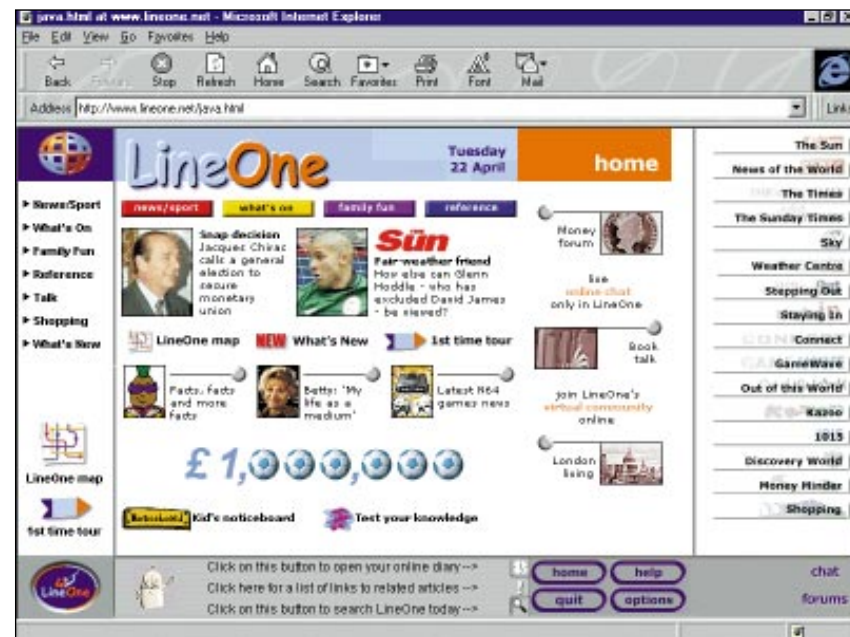 java.html at www.lineone.net - Microsoft Internet Explorer
File Edit View Go Favorites Help
Back Stop Refresh Home Search Favorites Print Font Mail
Address http://www.lineone.net/java.html
Links
LineOne
Tuesday
22 April
home
news/sport what's on family fun reference
News/Sport
What's On
Family Fun
Reference
Talk
Shopping
What's New
LineOne map
1st time tour
Snap decision
Jacques Chirac
calls a general
election to
secure
monetary
union
The Sun
Fair-weather friend
How else can Glenn
Hoddle - who has
excluded David James
- be viewed?
LineOne map
NEW What's New
1st time tour
Facts, facts
and more
facts
Betty: 'My
life as a
medium'
Latest N64
games news
£1,000,000
Noticeboard Kid's noticeboard
Test your knowledge
Money
forum
live
online chat
only in LineOne
Book
talk
join LineOne's
virtual community
online
London
living
The Sun
News of the World
The Times
The Sunday Times
Sky
Weather Centre
Stepping Out
Staying In
Connect
GameWave
Out of this World
Kazoo
1015
Discovery World
Money Minder
Shopping
LineOne
Click on this button to open your online diary-->
Click here for a list of links to related articles-->
Click on this button to search LineOne today-->
home help
quit options
chat
forums